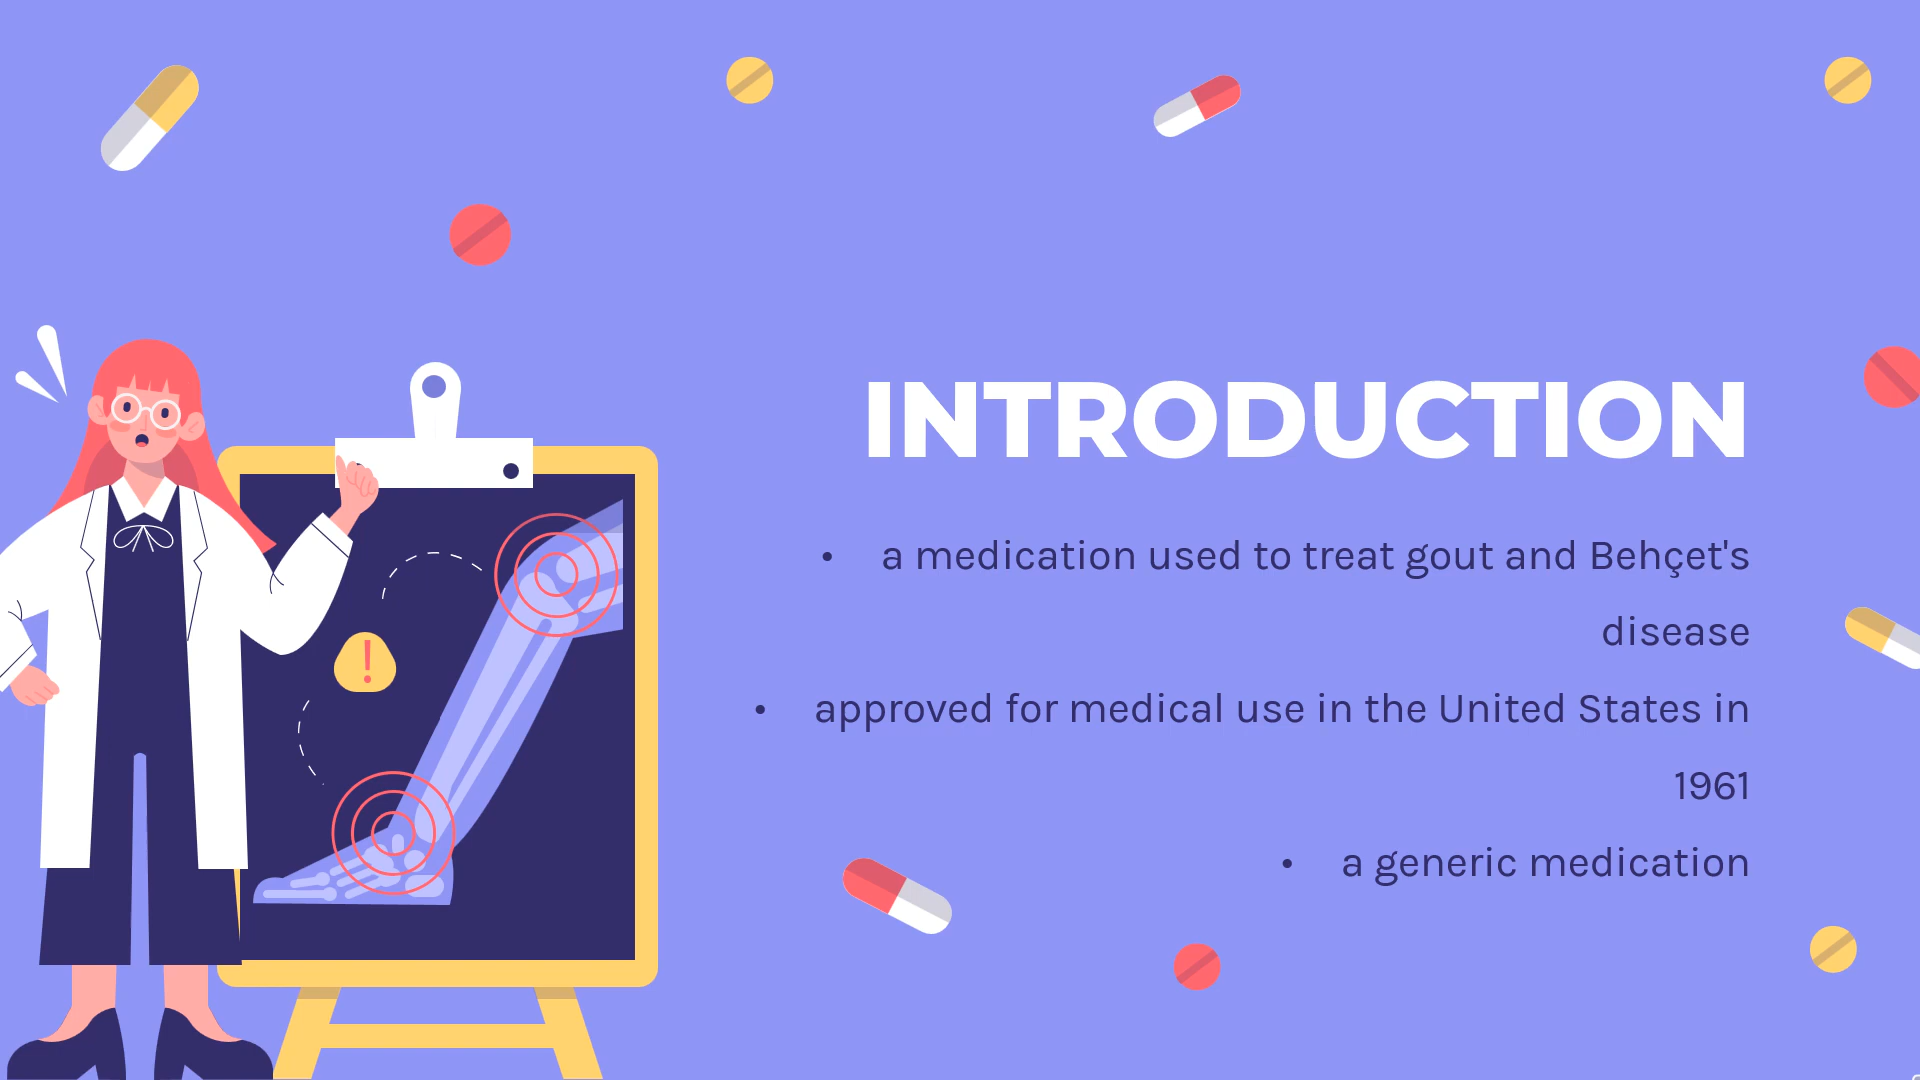 INTRODUCTION
• a medication used to treat gout and Behçet's
disease
• approved for medical use in the United States in
1961
• a generic medication
!